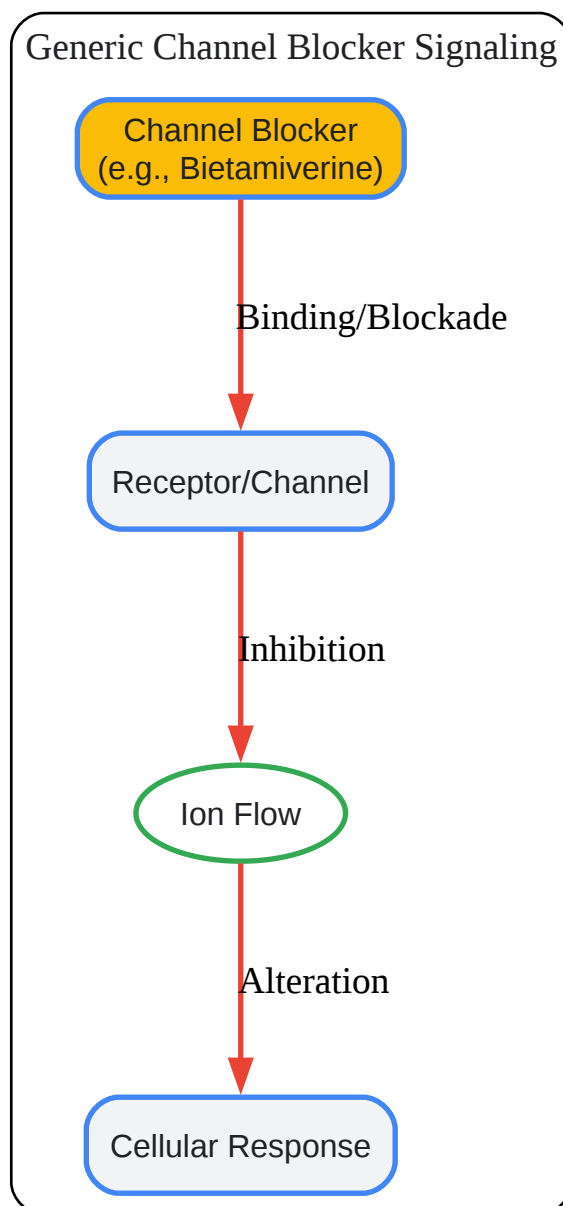 Generic Channel Blocker Signaling
Channel Blocker
(e.g., Bietamiverine)
Binding/Blockade
Receptor/Channel
Inhibition
Ion Flow
Alteration
Cellular Response